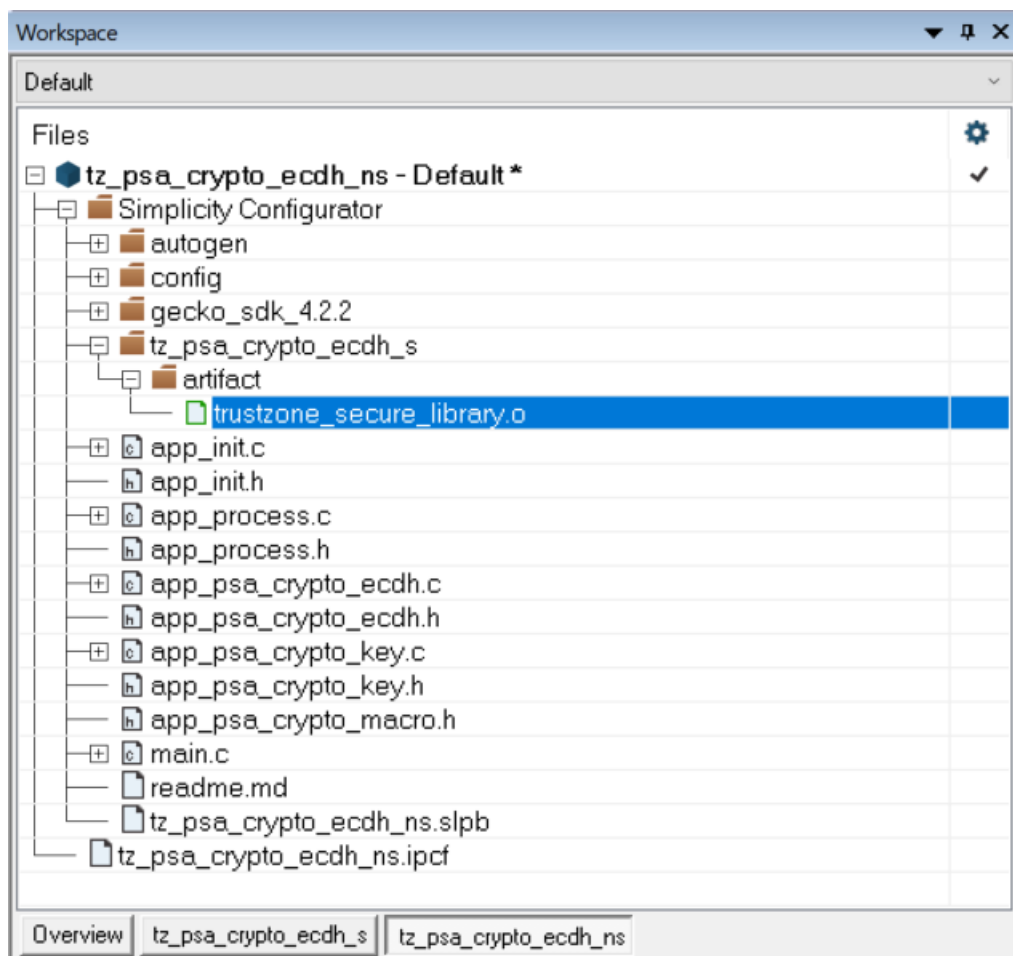 Workspace
Default
Files
tz_psa_crypto_ecdh_ns - Default *
Simplicity Configurator
autogen
config
gecko_sdk_4.2.2
tz_psa_crypto_ecdh_s
artifact
trustzone_secure_library.o
app_init.c
app_init.h
app_process.c
app_process.h
app_psa_crypto_ecdh.c
app_psa_crypto_ecdh.h
app_psa_crypto_key.c
app_psa_crypto_key.h
app_psa_crypto_macro.h
main.c
readme.md
tz_psa_crypto_ecdh_ns.slpb
tz_psa_crypto_ecdh_ns.ipcf
Overview tz_psa_crypto_ecdh_s tz_psa_crypto_ecdh_ns